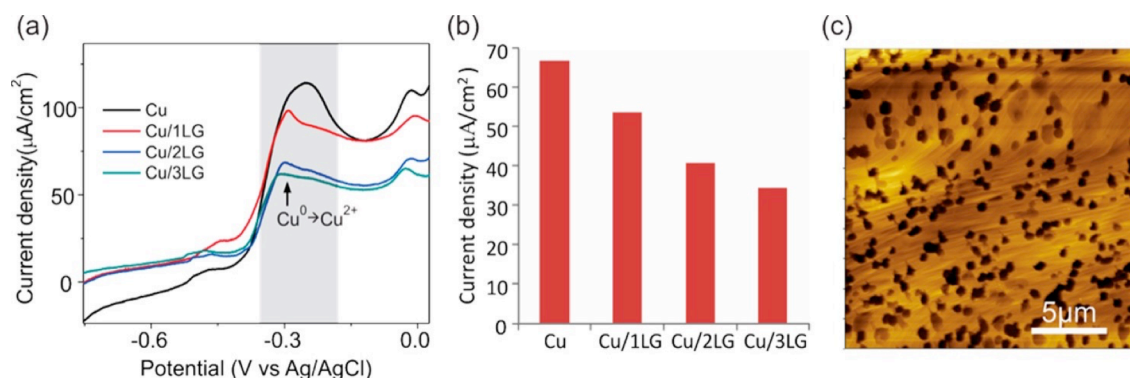 (a)
Current density(μA/cm²)
100
50
0
Cu
Cu/1LG
Cu/2LG
Cu/3LG
Cu⁰→Cu²⁺
-0.6
-0.3
0.0
Potential (V vs Ag/AgCl)
(b)
Current density (μA/cm²)
70
60
50
40
30
20
10
0
Cu
Cu/1LG
Cu/2LG
Cu/3LG
(c)
5μm